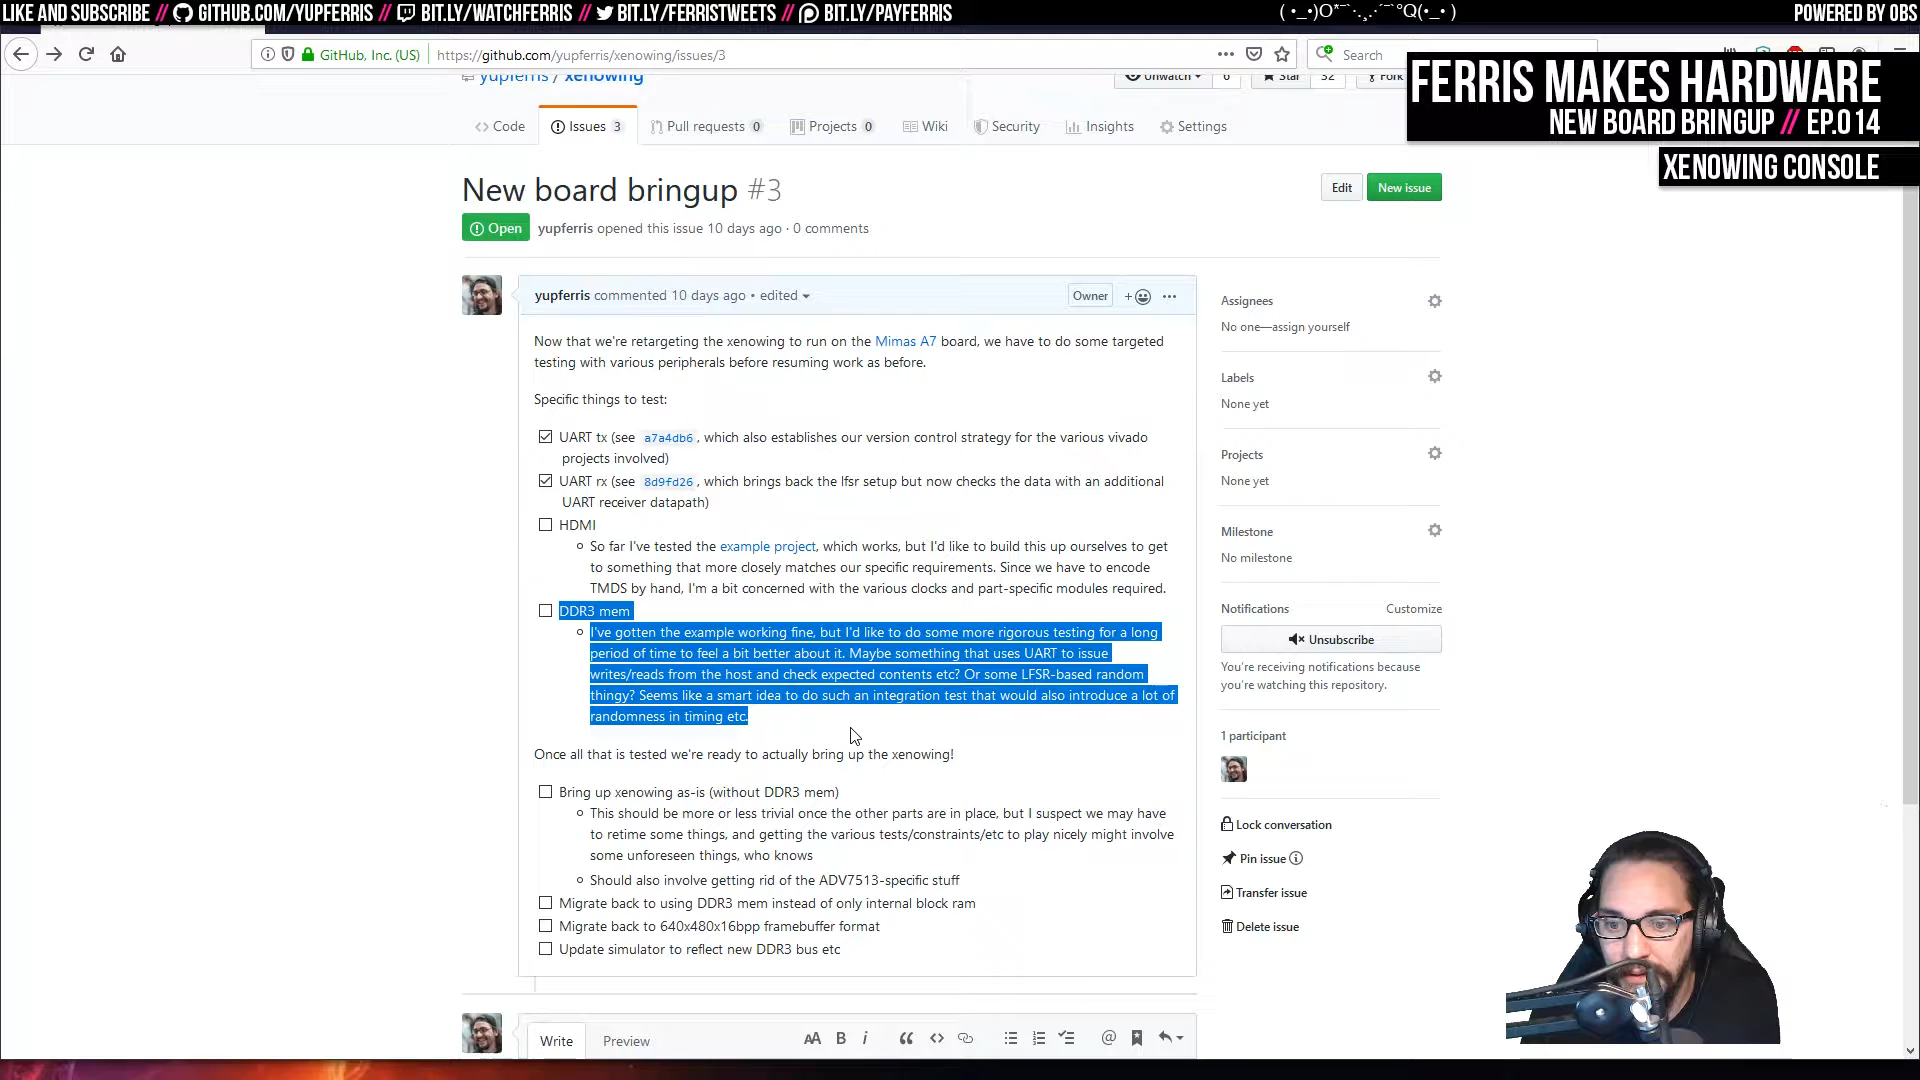 LIKE AND SUBSCRIBE // GITHUB.COM/YUPFERRIS // BIT.LY/WATCHFERRIS // BIT.LY/FERRISTWEETS // BIT.LY/PAYFERRIS
POWERED BY OBS
GitHub, Inc. (US) https://github.com/yupferris/xenowing/issues/3
Search
FERRIS MAKES HARDWARE
NEW BOARD BRINGUP // EP.014
XENOWING CONSOLE
yupferris / xenowing
Unwatch 6 Star 32 Fork
Code Issues 3 Pull requests 0 Projects 0 Wiki Security Insights Settings
New board bringup #3
Edit New issue
Open yupferris opened this issue 10 days ago · 0 comments
yupferris commented 10 days ago • edited
Owner
Now that we're retargeting the xenowing to run on the Mimas A7 board, we have to do some targeted
testing with various peripherals before resuming work as before.
Specific things to test:
UART tx (see a7a4db6, which also establishes our version control strategy for the various vivado
projects involved)
UART rx (see 8d9fd26, which brings back the lfsr setup but now checks the data with an additional
UART receiver datapath)
HDMI
So far I've tested the example project, which works, but I'd like to build this up ourselves to get
to something that more closely matches our specific requirements. Since we have to encode
TMDS by hand, I'm a bit concerned with the various clocks and part-specific modules required.
DDR3 mem
I've gotten the example working fine, but I'd like to do some more rigorous testing for a long
period of time to feel a bit better about it. Maybe something that uses UART to issue
writes/reads from the host and check expected contents etc? Or some LFSR-based random
thingy? Seems like a smart idea to do such an integration test that would also introduce a lot of
randomness in timing etc.
Once all that is tested we're ready to actually bring up the xenowing!
Bring up xenowing as-is (without DDR3 mem)
This should be more or less trivial once the other parts are in place, but I suspect we may have
to retime some things, and getting the various tests/constraints/etc to play nicely might involve
some unforeseen things, who knows
Should also involve getting rid of the ADV7513-specific stuff
Migrate back to using DDR3 mem instead of only internal block ram
Migrate back to 640x480x16bpp framebuffer format
Update simulator to reflect new DDR3 bus etc
Write Preview
Assignees
No one—assign yourself
Labels
None yet
Projects
None yet
Milestone
No milestone
Notifications Customize
Unsubscribe
You're receiving notifications because
you're watching this repository.
1 participant
Lock conversation
Pin issue
Transfer issue
Delete issue